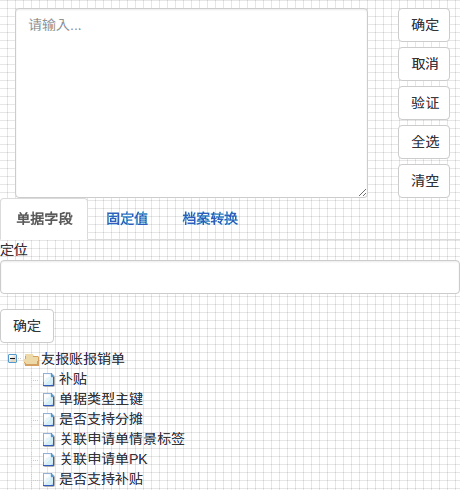 请输入...
确定
取消
验证
全选
清空
单据字段 固定值 档案转换
定位
确定
友报账报销单
补贴
单据类型主键
是否支持分摊
关联申请单情景标签
关联申请单PK
是否支持补贴